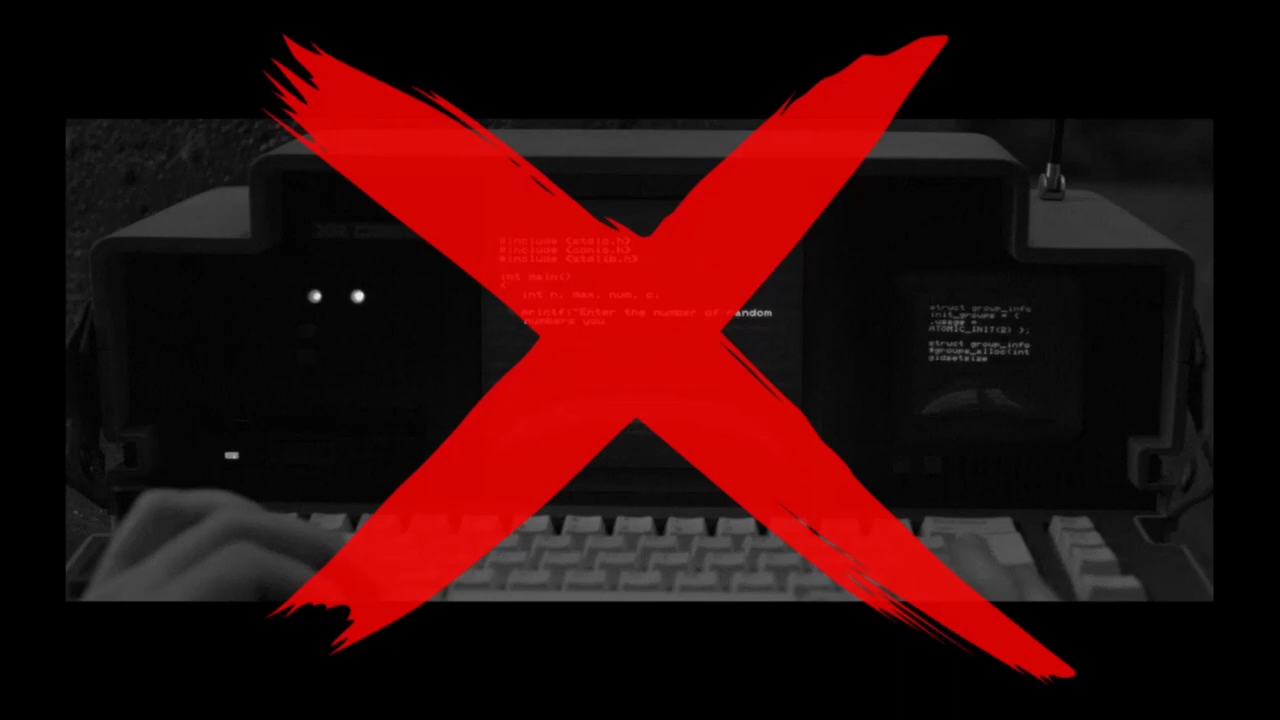 #include <stdio.h>
#include <conio.h>
#include <stdlib.h>
int main()
{
int n, max, num, c;
printf("Enter the number of random
numbers you
struct group_info
init_groups = {
.usage =
ATOMIC_INIT(2) };
struct group_info
*groups_alloc(int
gidsetsize